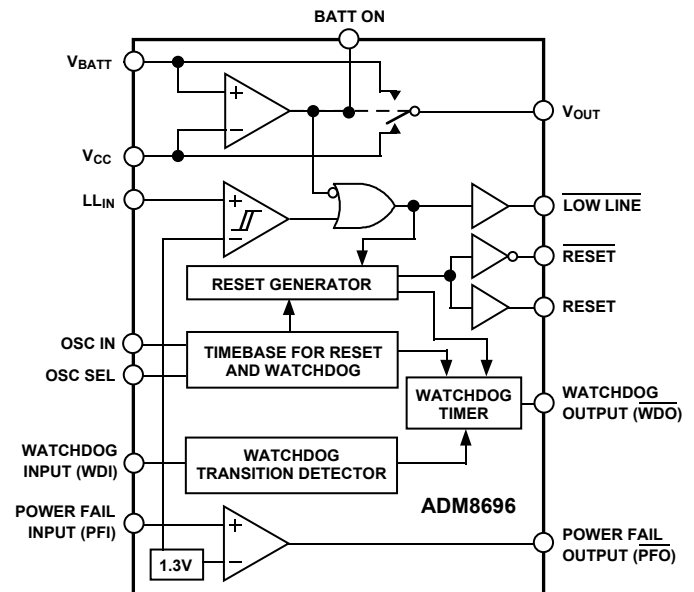 BATT ON
VBATT
VOUT
VCC
LLIN
LOW LINE
RESET
RESET GENERATOR
RESET
OSC IN
TIMEBASE FOR RESET
AND WATCHDOG
OSC SEL
WATCHDOG
TIMER
WATCHDOG
OUTPUT (WDO)
WATCHDOG
INPUT (WDI)
WATCHDOG
TRANSITION DETECTOR
ADM8696
POWER FAIL
INPUT (PFI)
POWER FAIL
OUTPUT (PFO)
1.3V